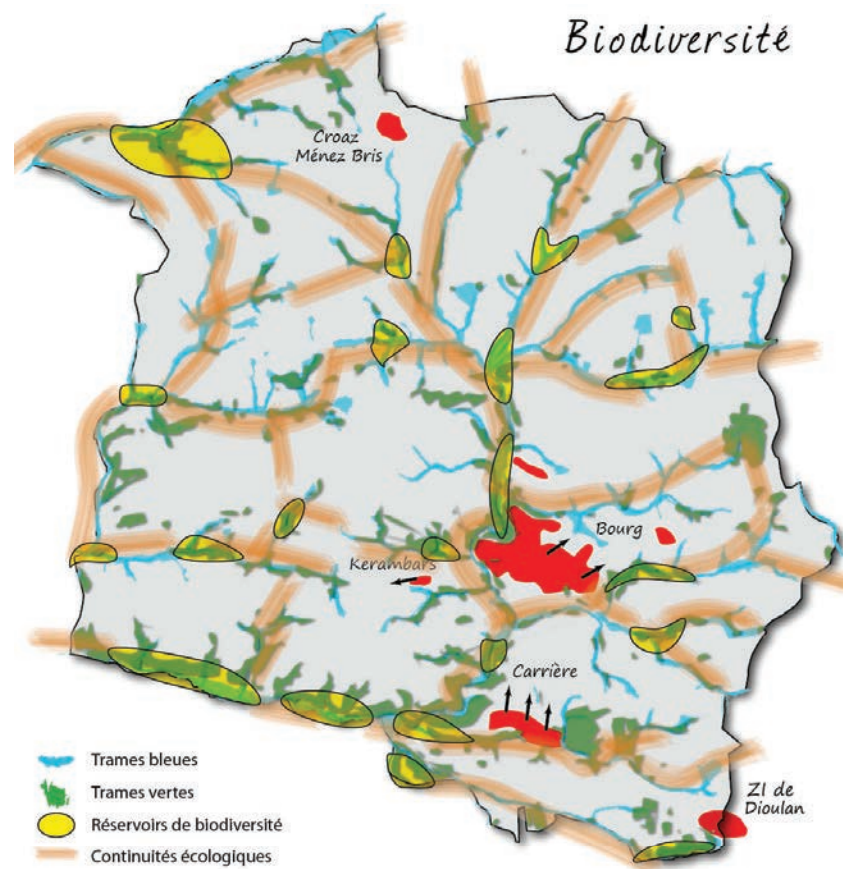 Biodiversité
Croaz
Ménez Bris
Bourg
Kerambars
Carrière
ZI de
Dioulan
Trames bleues
Trames vertes
Réservoirs de biodiversité
Continuités écologiques